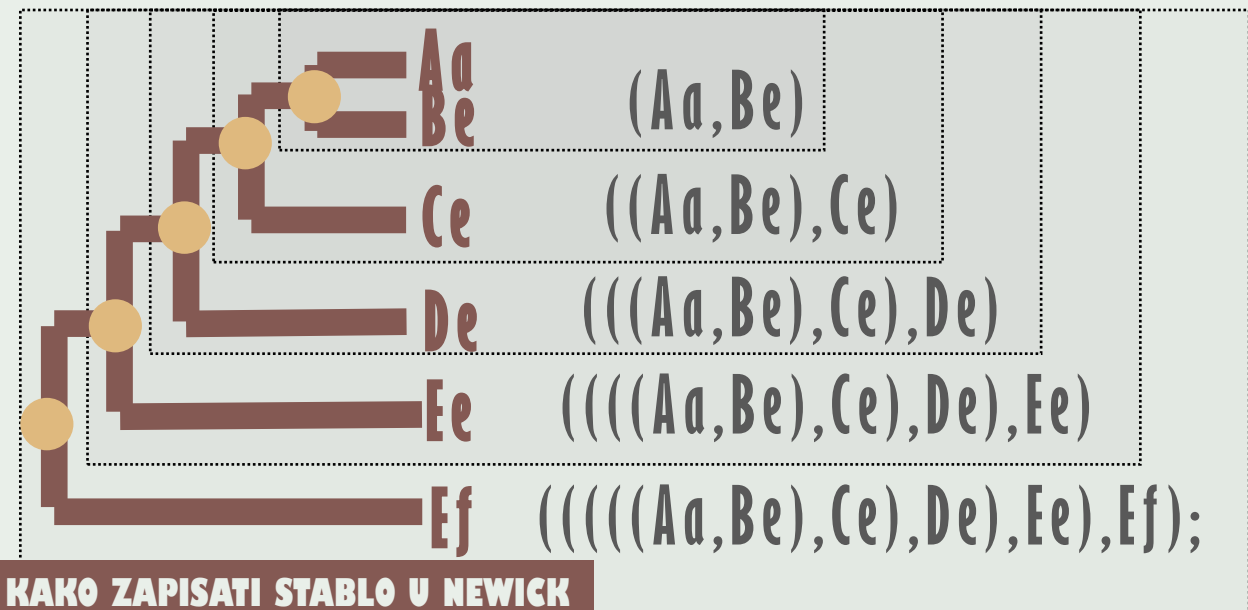 Aa
Be
(Aa,Be)
Ce
((Aa,Be),Ce)
De
(((Aa,Be),Ce),De)
Ee
((((Aa,Be),Ce),De),Ee)
Ef
(((((Aa,Be),Ce),De),Ee),Ef);
KAKO ZAPISATI STABLO U NEWICK